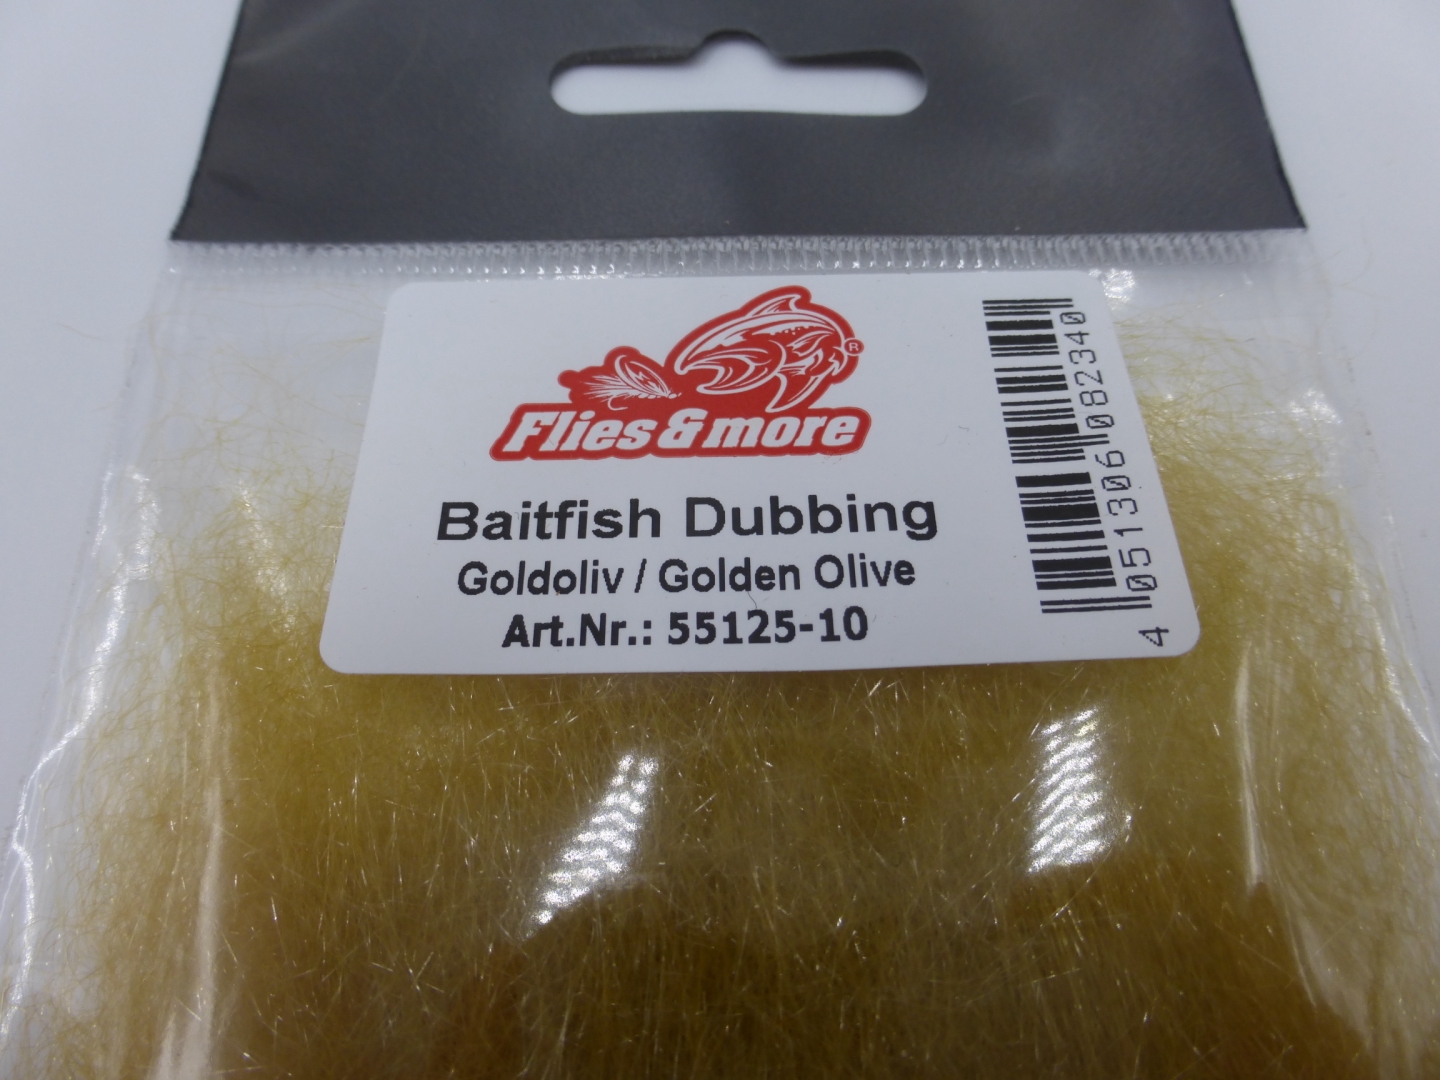 Flies & more
®
Baitfish Dubbing
Goldoliv / Golden Olive
Art.Nr.: 55125-10
4 051306 082340